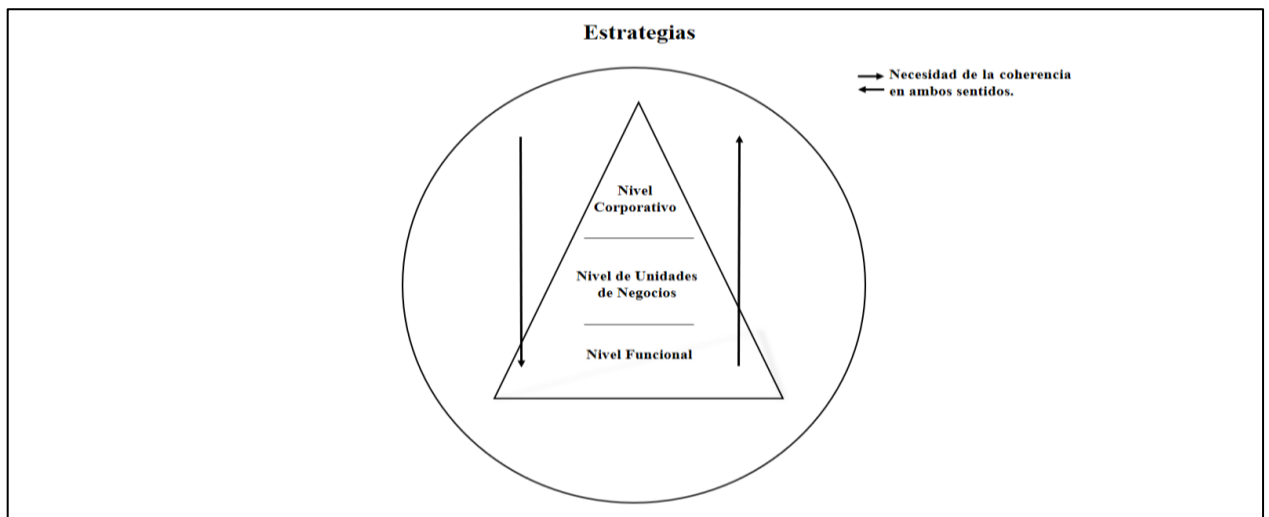 Estrategias
Necesidad de la coherencia
en ambos sentidos.
Nivel
Corporativo
Nivel de Unidades
de Negocios
Nivel Funcional